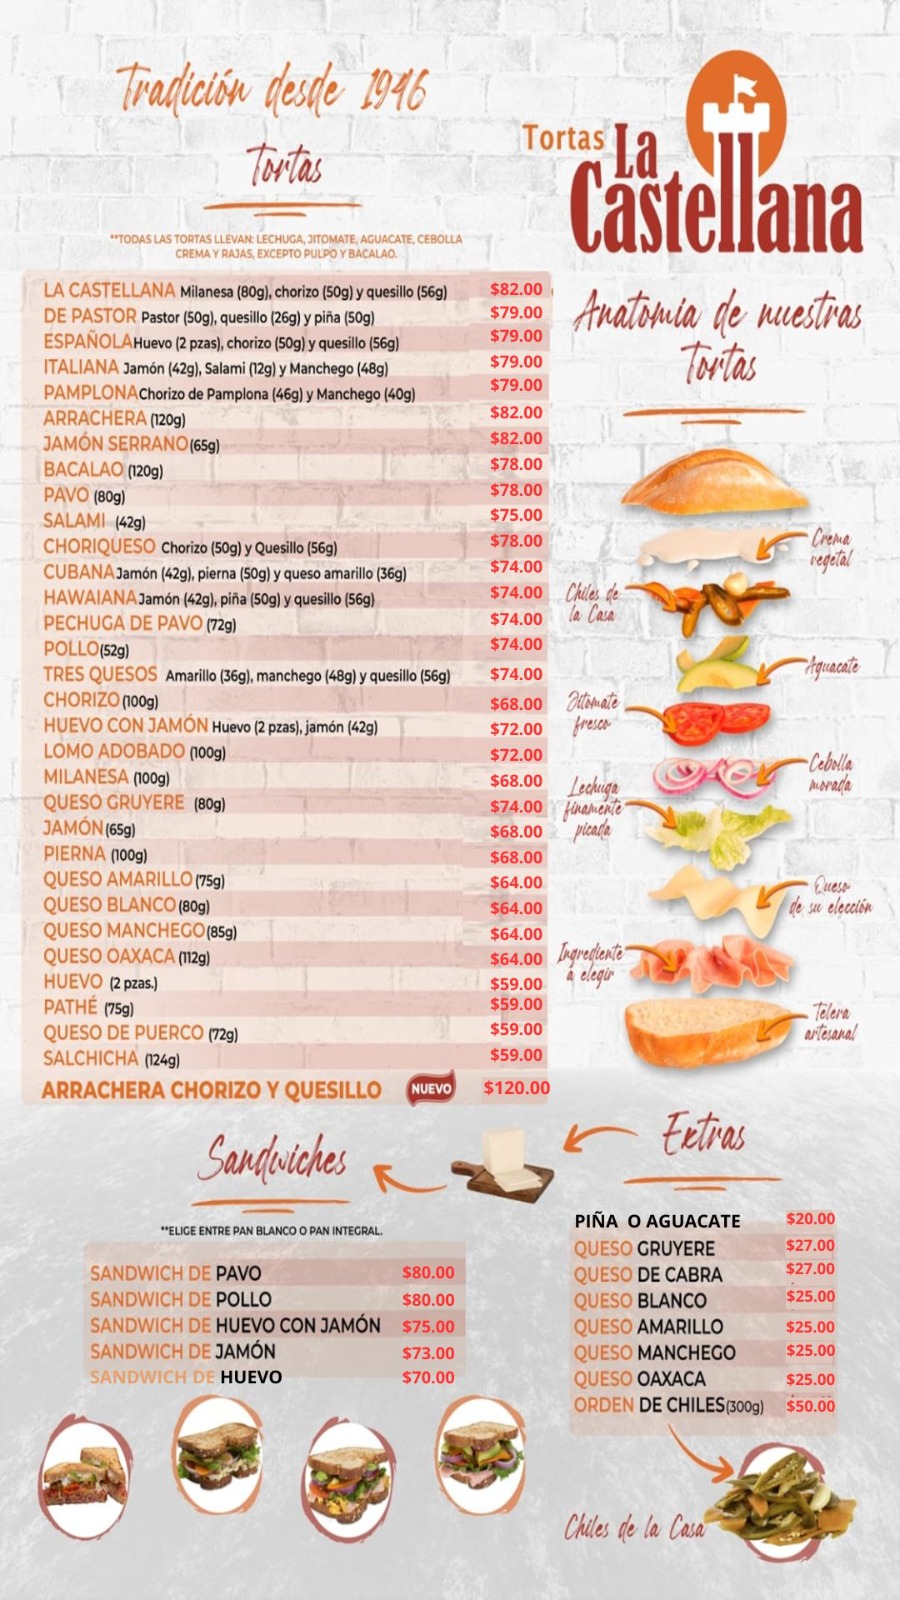 Tradición desde 1946
Tortas
**TODAS LAS TORTAS LLEVAN: LECHUGA, JITOMATE, AGUACATE, CEBOLLA
CREMA Y RAJAS, EXCEPTO PULPO Y BACALAO.
Tortas La
Castellana
LA CASTELLANA Milanesa (80g), chorizo (50g) y quesillo (56g) $82.00
DE PASTOR Pastor (50g), quesillo (26g) y piña (50g) $79.00
ESPAÑOLA Huevo (2 pzas), chorizo (50g) y quesillo (56g) $79.00
ITALIANA Jamón (42g), Salami (12g) y Manchego (48g) $79.00
PAMPLONA Chorizo de Pamplona (46g) y Manchego (40g) $79.00
ARRACHERA (120g) $82.00
JAMÓN SERRANO (65g) $82.00
BACALAO (120g) $78.00
PAVO (80g) $78.00
SALAMI (42g) $75.00
CHORIQUESO Chorizo (50g) y Quesillo (56g) $78.00
CUBANA Jamón (42g), pierna (50g) y queso amarillo (36g) $74.00
HAWAIANA Jamón (42g), piña (50g) y quesillo (56g) $74.00
PECHUGA DE PAVO (72g) $74.00
POLLO (52g) $74.00
TRES QUESOS Amarillo (36g), manchego (48g) y quesillo (56g) $74.00
CHORIZO (100g) $68.00
HUEVO CON JAMÓN Huevo (2 pzas), jamón (42g) $72.00
LOMO ADOBADO (100g) $72.00
MILANESA (100g) $68.00
QUESO GRUYERE (80g) $74.00
JAMÓN (65g) $68.00
PIERNA (100g) $68.00
QUESO AMARILLO (75g) $64.00
QUESO BLANCO (80g) $64.00
QUESO MANCHEGO (85g) $64.00
QUESO OAXACA (112g) $64.00
HUEVO (2 pzas.) $59.00
PATHÉ (75g) $59.00
QUESO DE PUERCO (72g) $59.00
SALCHICHA (124g) $59.00
ARRACHERA CHORIZO Y QUESILLO NUEVO $120.00
Anatomia de nuestras
Tortas
Crema
vegetal
Chiles de
la Casa
Aguacate
Jitomate
fresco
Cebolla
morada
Lechuga
finamente
picada
Queso
de su elección
Ingrediente
a elegir
Telera
artesanal
Sandwiches
**ELIGE ENTRE PAN BLANCO O PAN INTEGRAL.
SANDWICH DE PAVO $80.00
SANDWICH DE POLLO $80.00
SANDWICH DE HUEVO CON JAMÓN $75.00
SANDWICH DE JAMÓN $73.00
SANDWICH DE HUEVO $70.00
Extras
PIÑA O AGUACATE $20.00
QUESO GRUYERE $27.00
QUESO DE CABRA $27.00
QUESO BLANCO $25.00
QUESO AMARILLO $25.00
QUESO MANCHEGO $25.00
QUESO OAXACA $25.00
ORDEN DE CHILES (300g) $50.00
Chiles de la Casa